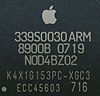 339S0030ARM
8900B 0719
N0D4BZ02
K4X1G153PC-XGC3
ECC45603 716